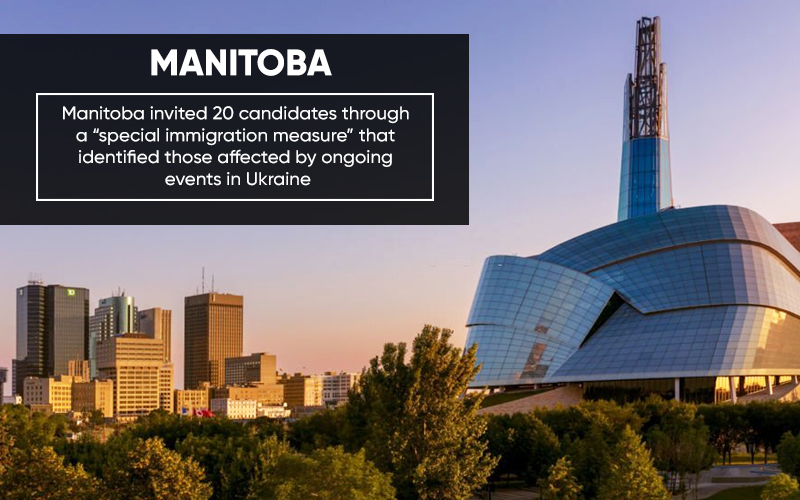 MANITOBA
Manitoba invited 20 candidates through
a “special immigration measure” that
identified those affected by ongoing
events in Ukraine